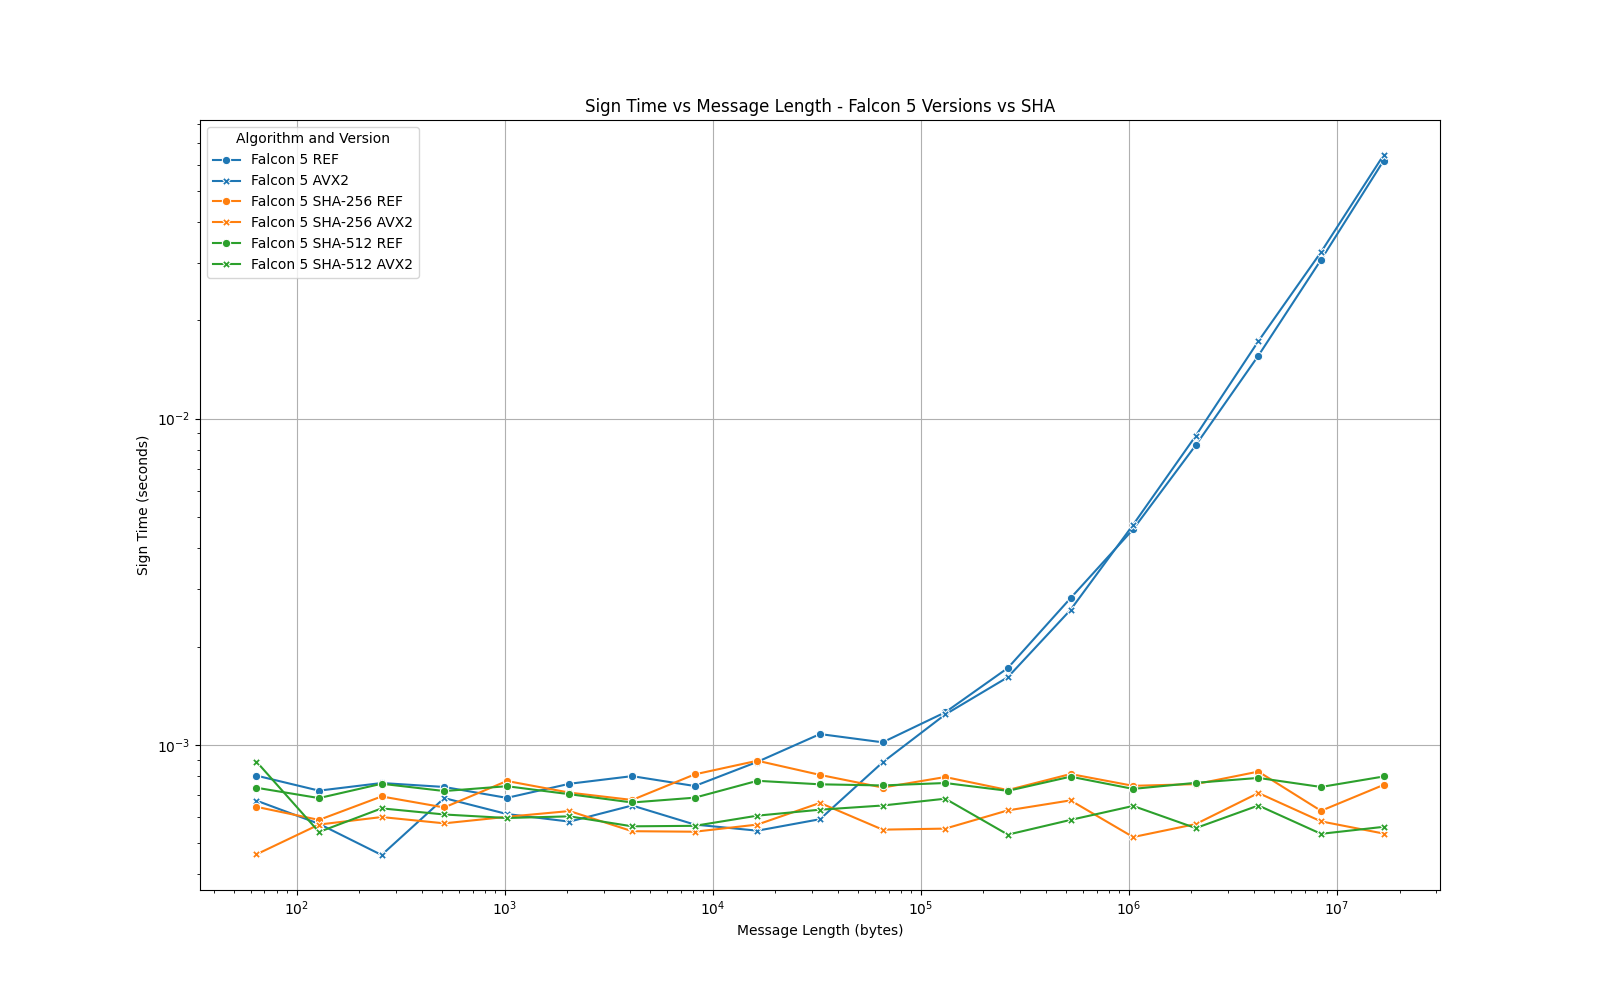 Sign Time vs Message Length - Falcon 5 Versions vs SHA
Algorithm and Version
Falcon 5 REF
Falcon 5 AVX2
Falcon 5 SHA-256 REF
Falcon 5 SHA-256 AVX2
Falcon 5 SHA-512 REF
Falcon 5 SHA-512 AVX2
Sign Time (seconds)
10⁻²
10⁻³
10² 10³ 10⁴ 10⁵ 10⁶ 10⁷
Message Length (bytes)